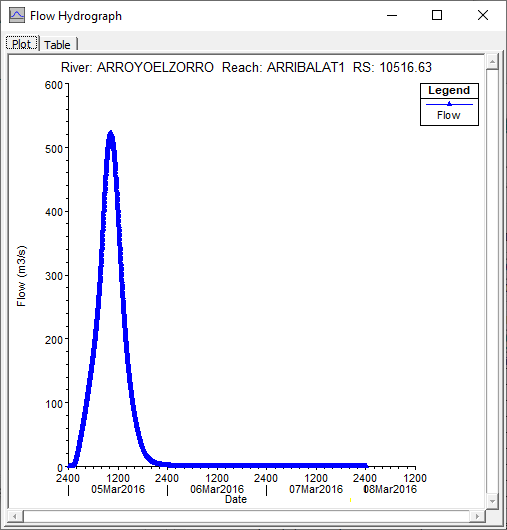 Flow Hydrograph
Plot Table
River: ARROYOELZORRO Reach: ARRIBALAT1 RS: 10516.63
Legend
Flow
600
500
400
300
200
100
0
Flow (m3/s)
2400 1200 2400 1200 2400 1200 2400 1200
05Mar2016 06Mar2016 07Mar2016 08Mar2016
Date